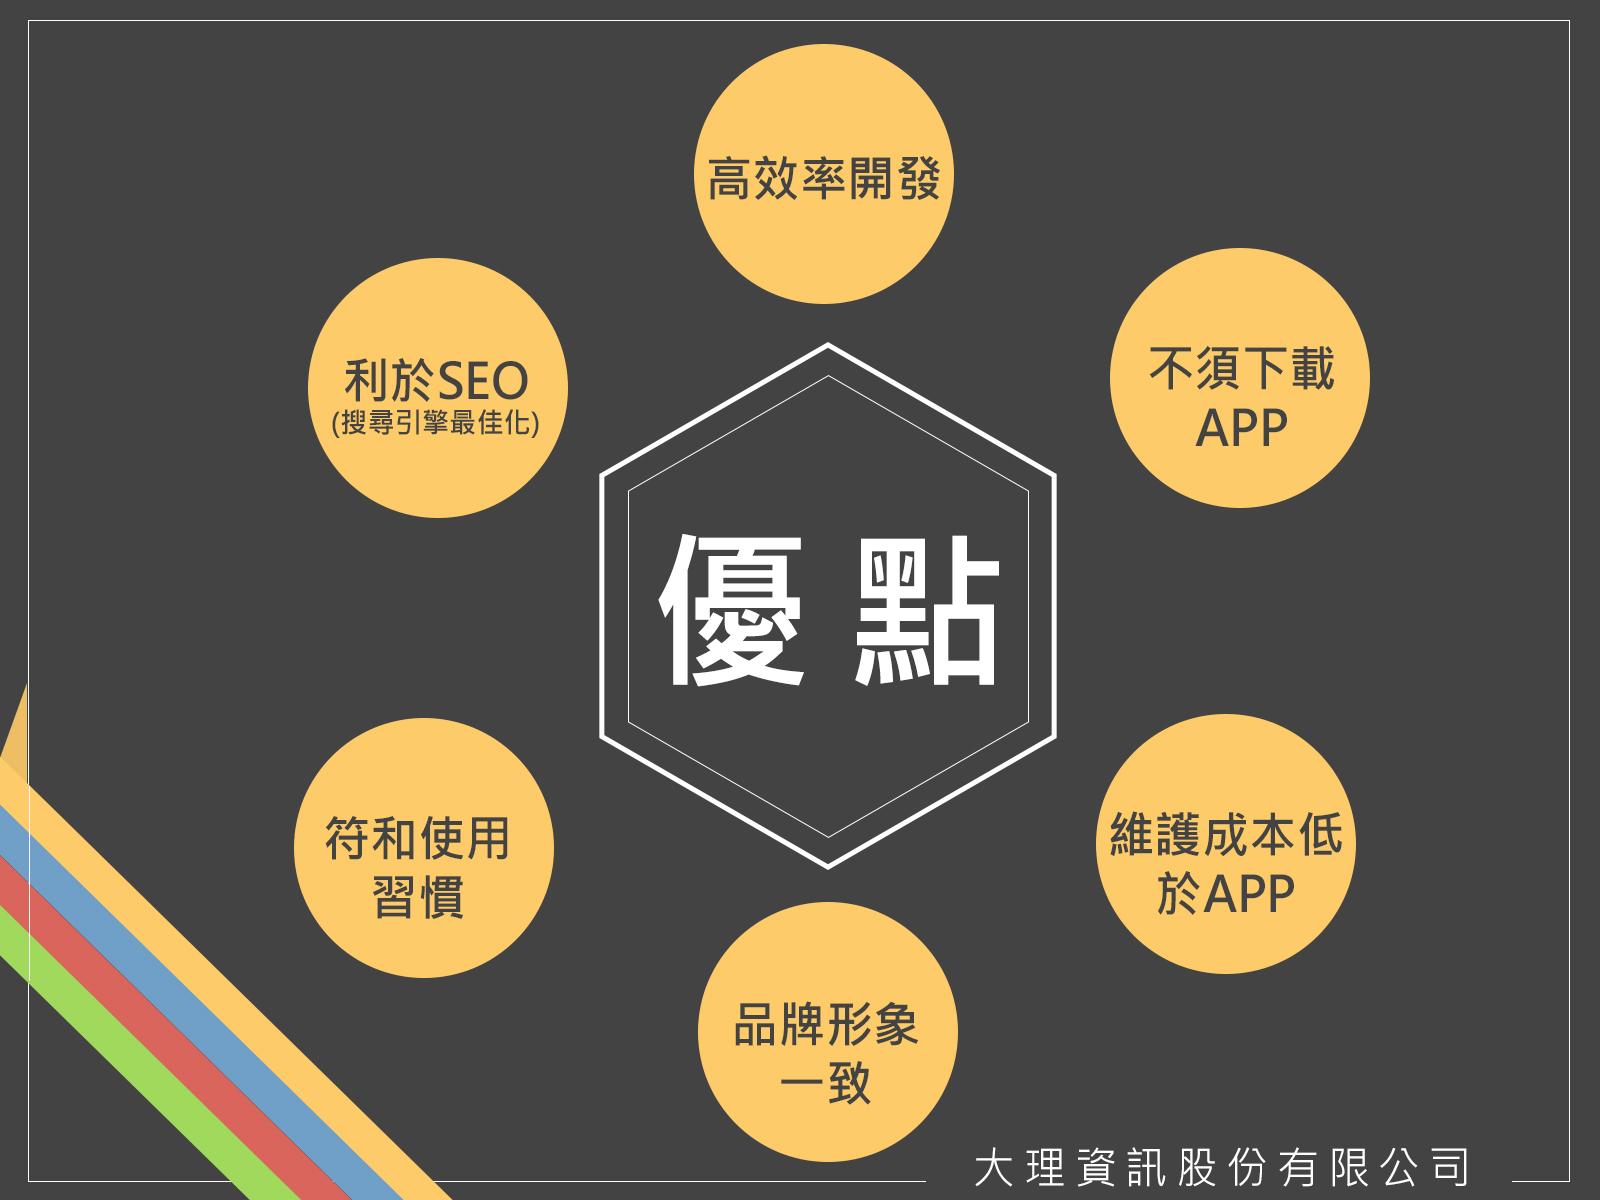 高效率開發
利於SEO
(搜尋引擎最佳化)
不須下載
APP
優點
符和使用
習慣
維護成本低
於APP
品牌形象
一致
大理資訊股份有限公司